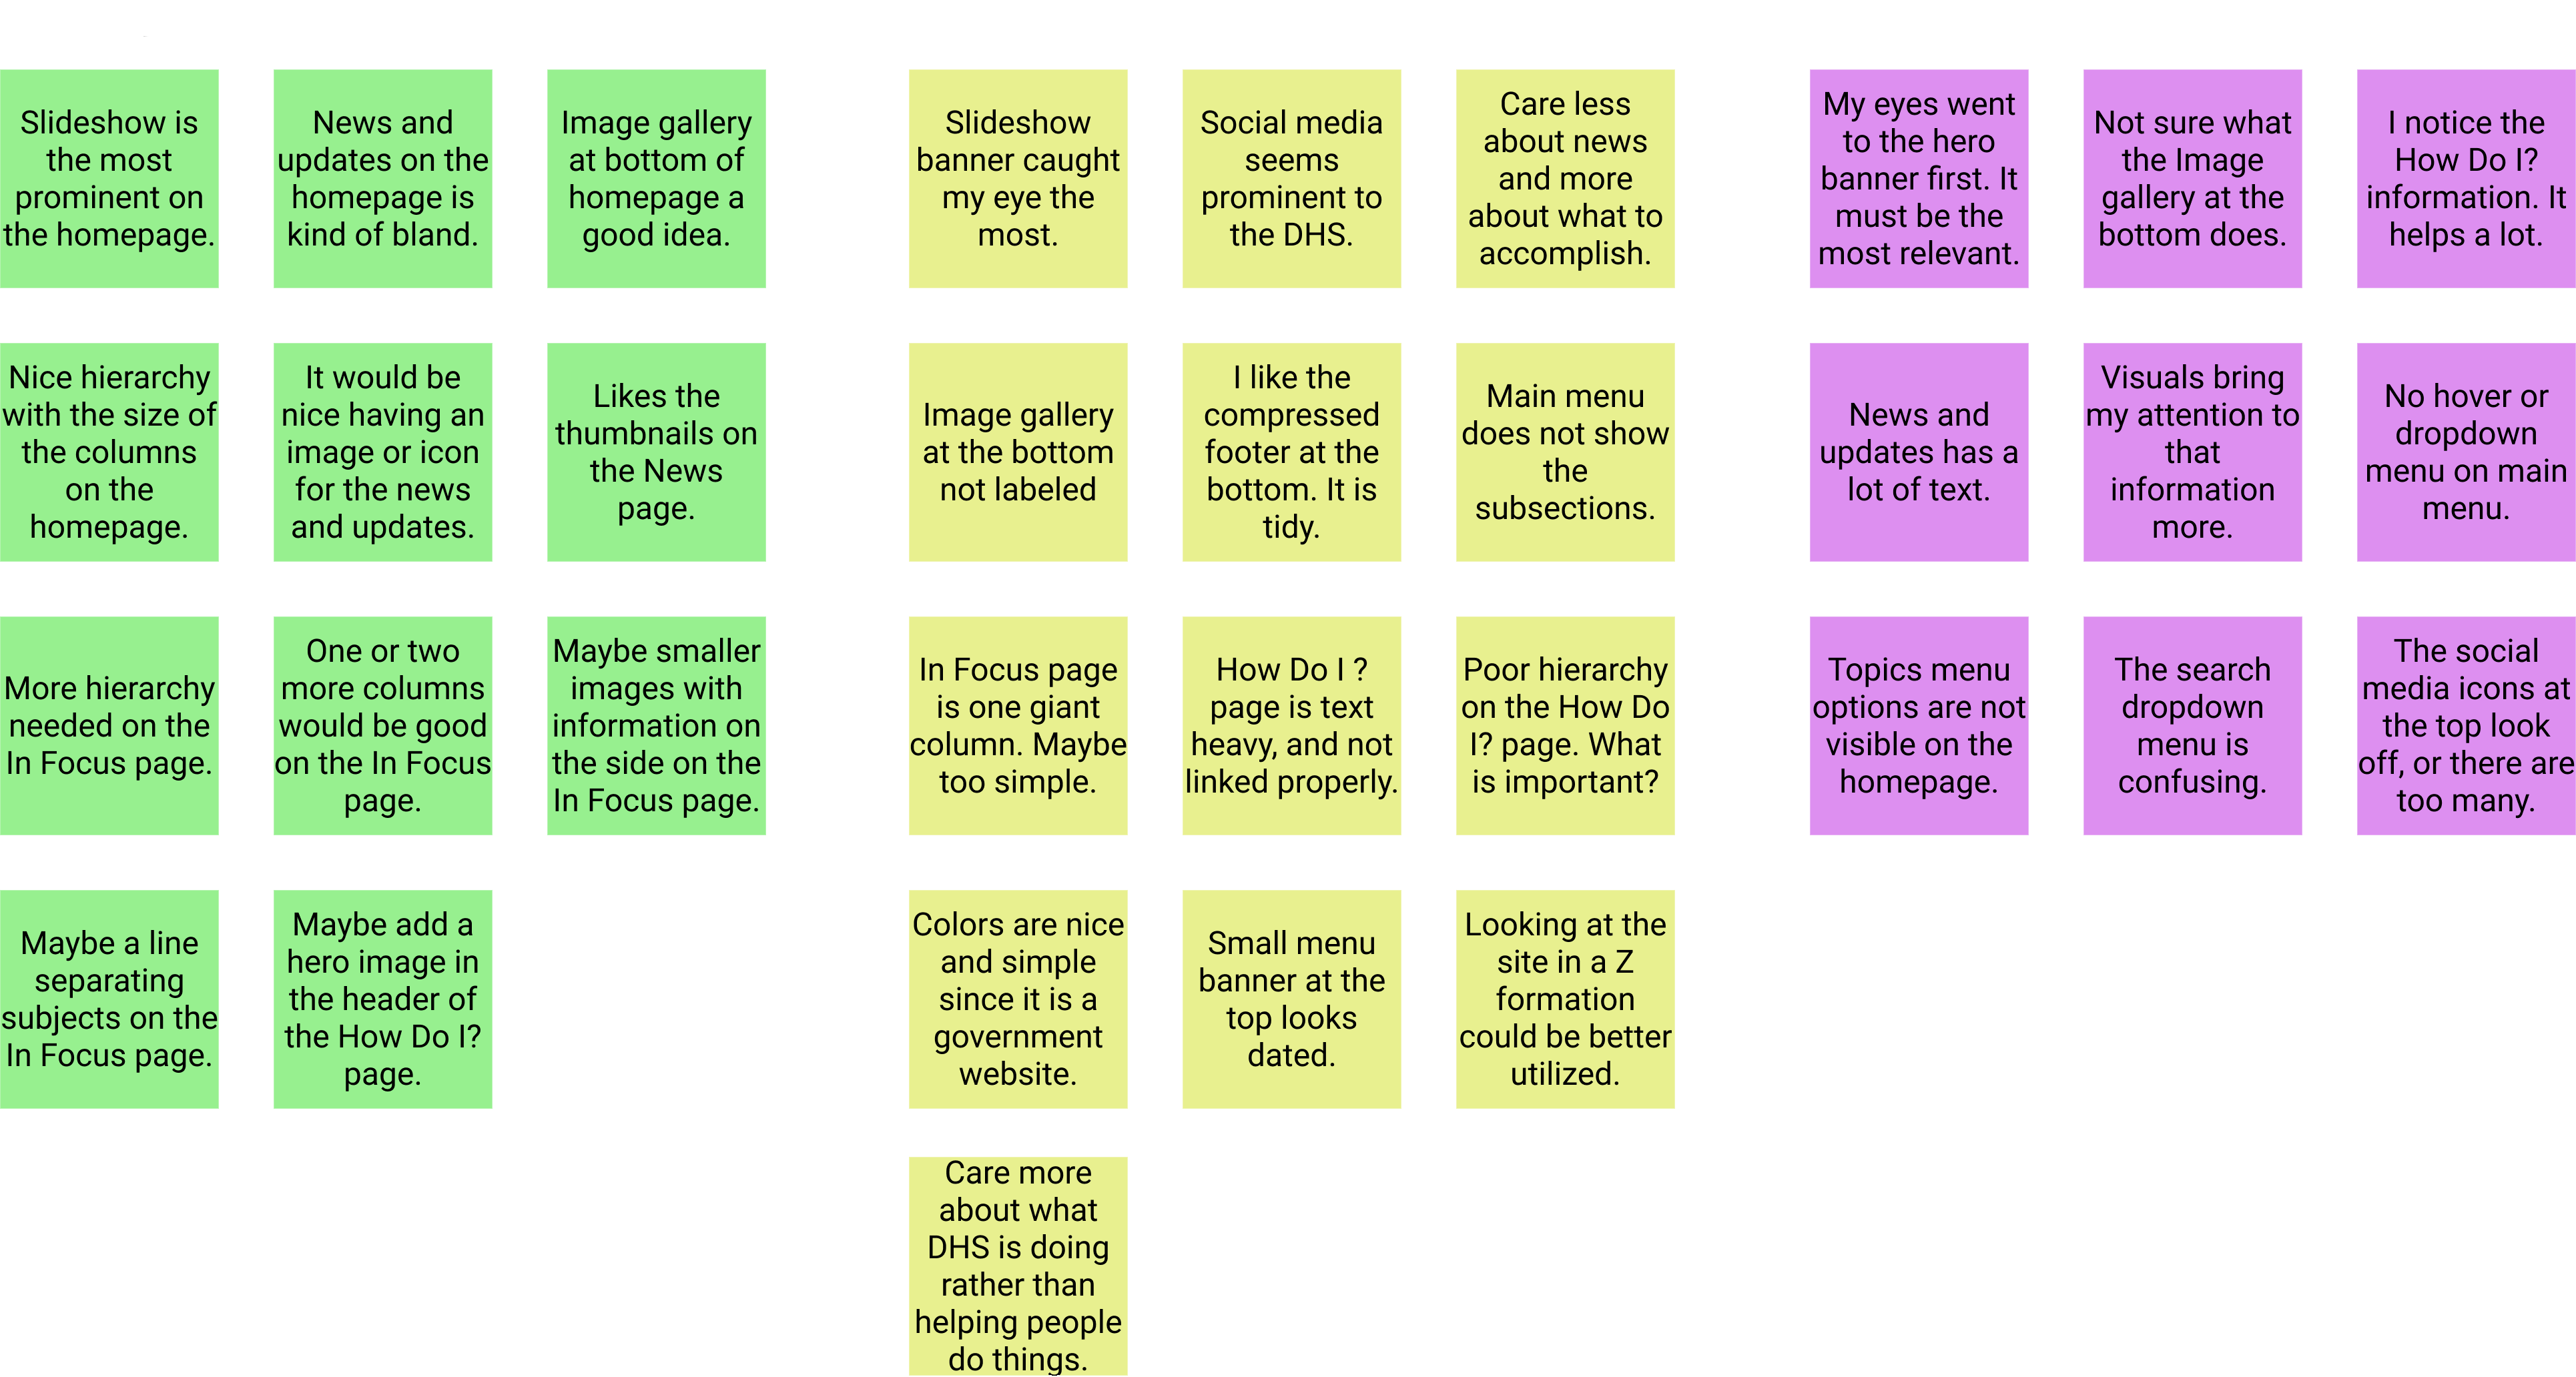 Slideshow is
the most
prominent on
the homepage.
News and
updates on the
homepage is
kind of bland.
Image gallery
at bottom of
homepage a
good idea.
Nice hierarchy
with the size of
the columns
on the
homepage.
It would be
nice having an
image or icon
for the news
and updates.
Likes the
thumbnails on
the News
page.
More hierarchy
needed on the
In Focus page.
One or two
more columns
would be good
on the In Focus
page.
Maybe smaller
images with
information on
the side on the
In Focus page.
Maybe a line
separating
subjects on the
In Focus page.
Maybe add a
hero image in
the header of
the How Do I?
page.
Slideshow
banner caught
my eye the
most.
Social media
seems
prominent to
the DHS.
Care less
about news
and more
about what to
accomplish.
Image gallery
at the bottom
not labeled
I like the
compressed
footer at the
bottom. It is
tidy.
Main menu
does not show
the
subsections.
In Focus page
is one giant
column. Maybe
too simple.
How Do I ?
page is text
heavy, and not
linked properly.
Poor hierarchy
on the How Do
I? page. What
is important?
Colors are nice
and simple
since it is a
government
website.
Small menu
banner at the
top looks
dated.
Looking at the
site in a Z
formation
could be better
utilized.
Care more
about what
DHS is doing
rather than
helping people
do things.
My eyes went
to the hero
banner first. It
must be the
most relevant.
Not sure what
the Image
gallery at the
bottom does.
I notice the
How Do I?
information. It
helps a lot.
News and
updates has a
lot of text.
Visuals bring
my attention to
that
information
more.
No hover or
dropdown
menu on main
menu.
Topics menu
options are not
visible on the
homepage.
The search
dropdown
menu is
confusing.
The social
media icons at
the top look
off, or there are
too many.